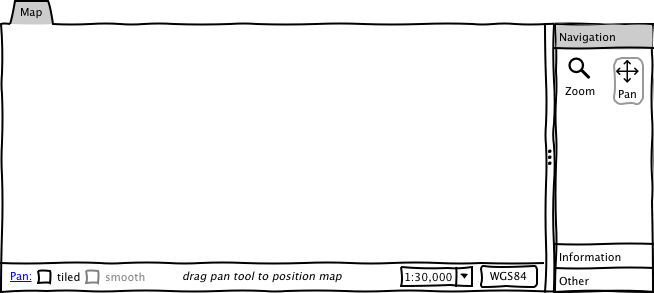 Map
Navigation
Zoom
Pan
Information
Other
Pan: tiled smooth drag pan tool to position map 1:30,000 WGS84